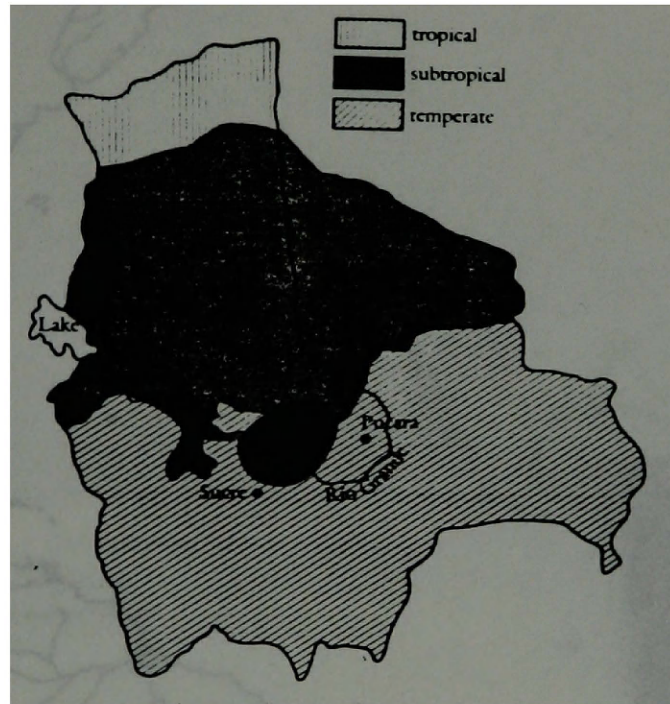 tropical
subtropical
temperate
Lake
Pucara
Sucre
Rio Grande